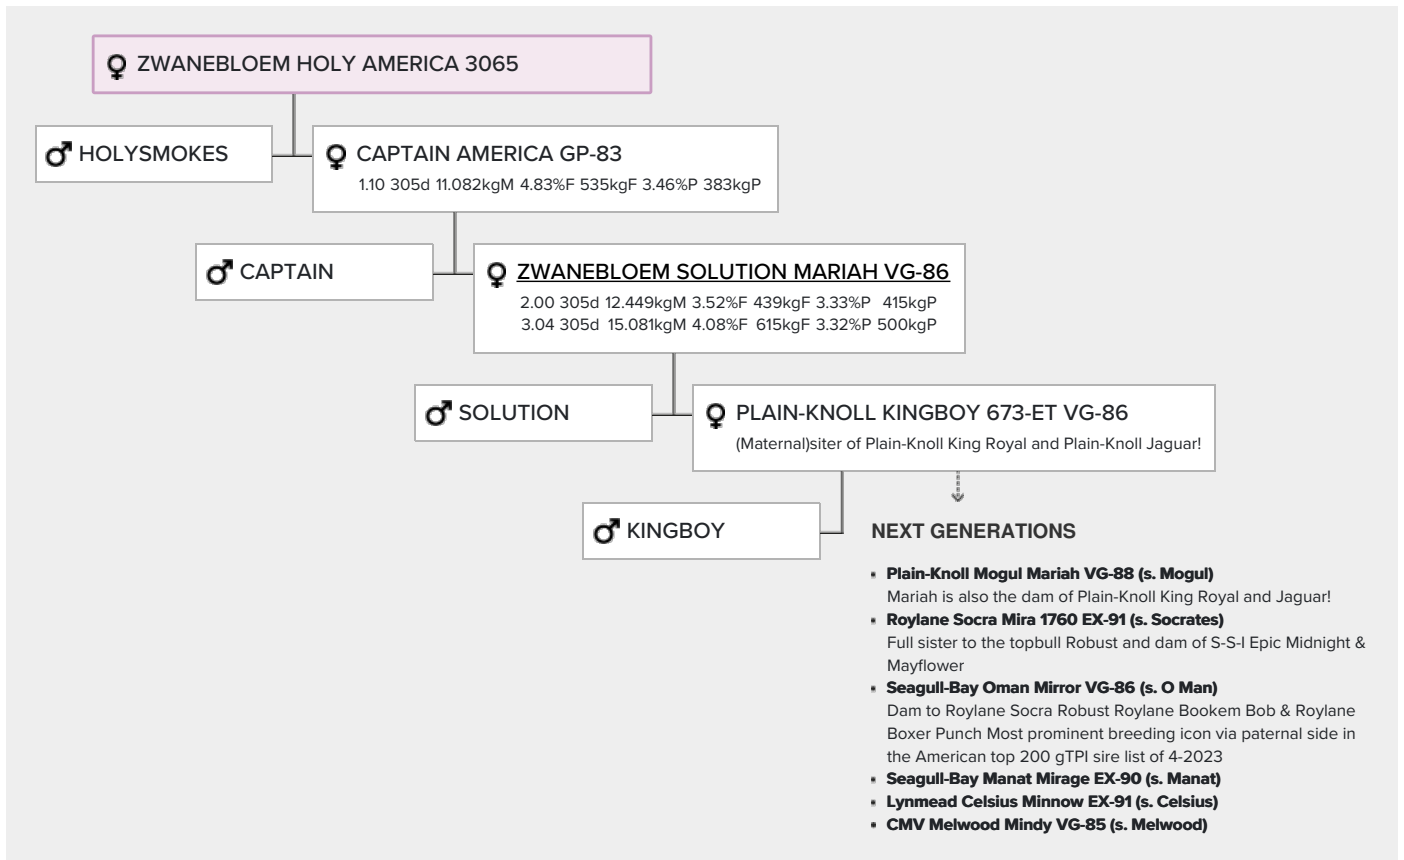 ZWANEBLOEM HOLY AMERICA 3065
HOLYSMOKES
CAPTAIN AMERICA GP-83
1.10 305d 11.082kgM 4.83%F 535kgF 3.46%P 383kgP
CAPTAIN
ZWANEBLOEM SOLUTION MARIAH VG-86
2.00 305d 12.449kgM 3.52%F 439kgF 3.33%P 415kgP
3.04 305d 15.081kgM 4.08%F 615kgF 3.32%P 500kgP
SOLUTION
PLAIN-KNOLL KINGBOY 673-ET VG-86
(Maternal)siter of Plain-Knoll King Royal and Plain-Knoll Jaguar!
KINGBOY
NEXT GENERATIONS
Plain-Knoll Mogul Mariah VG-88 (s. Mogul)
Mariah is also the dam of Plain-Knoll King Royal and Jaguar!
Roylane Socra Mira 1760 EX-91 (s. Socrates)
Full sister to the topbull Robust and dam of S-S-I Epic Midnight &
Mayflower
Seagull-Bay Oman Mirror VG-86 (s. O Man)
Dam to Roylane Socra Robust Roylane Bookem Bob & Roylane
Boxer Punch Most prominent breeding icon via paternal side in
the American top 200 gTPI sire list of 4-2023
Seagull-Bay Manat Mirage EX-90 (s. Manat)
Lynmead Celsius Minnow EX-91 (s. Celsius)
CMV Melwood Mindy VG-85 (s. Melwood)